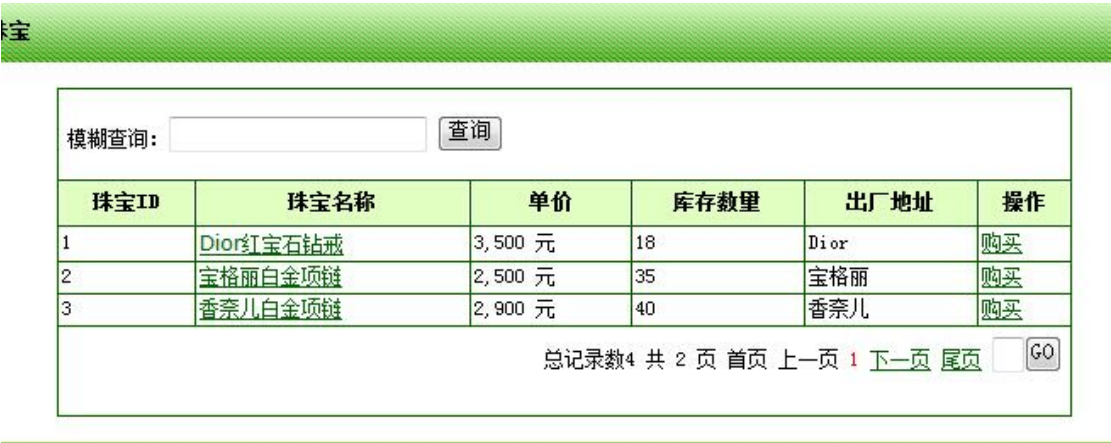 珠宝
模糊查询： 查询
珠宝ID 珠宝名称 单价 库存数量 出厂地址 操作
1 Dior红宝石钻戒 3,500 元 18 Dior 购买
2 宝格丽白金项链 2,500 元 35 宝格丽 购买
3 香奈儿白金项链 2,900 元 40 香奈儿 购买
总记录数4 共 2 页 首页 上一页 1 下一页 尾页 GO